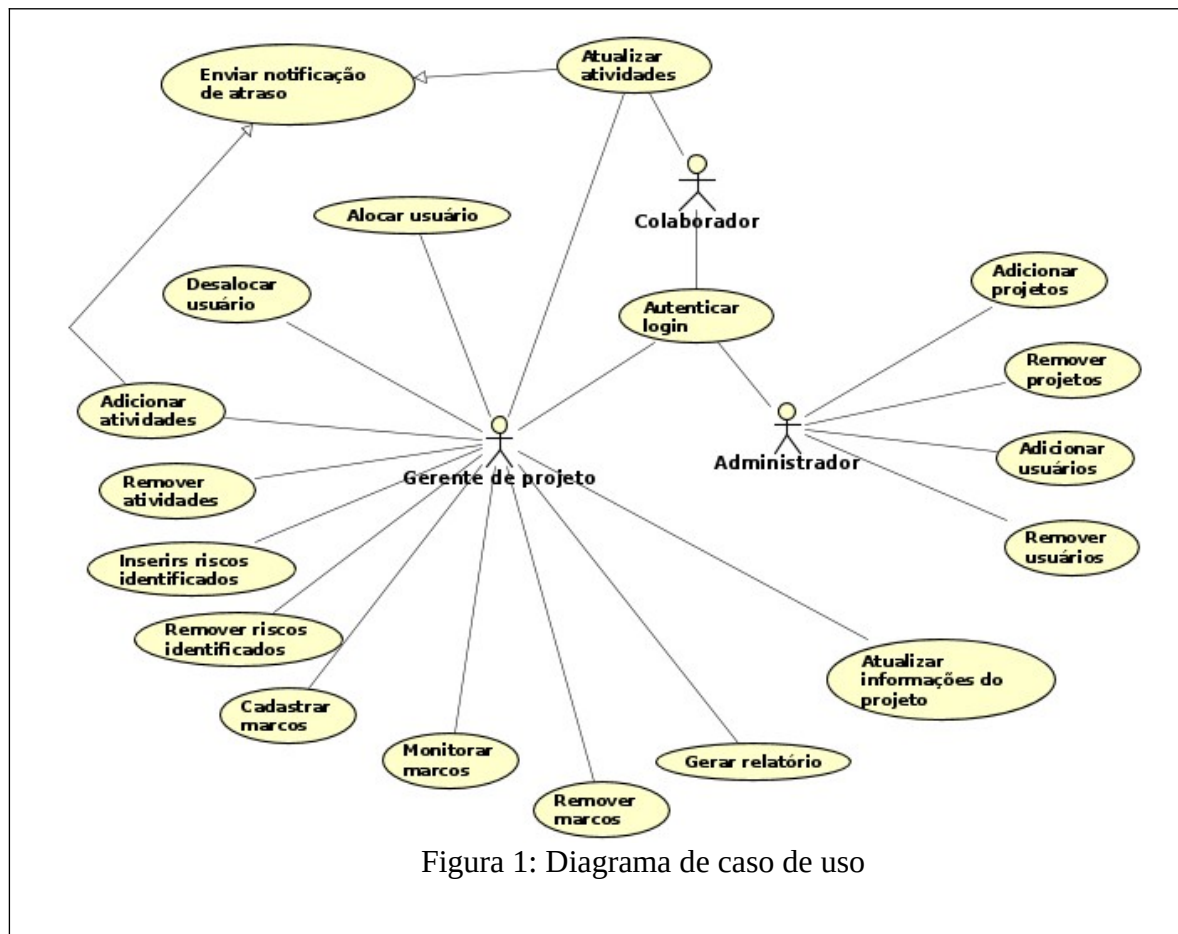 Enviar notificação
de atraso
Atualizar
atividades
Alocar usuário
Colaborador
Desalocar
usuário
Autenticar
login
Adicionar
projetos
Remover
projetos
Adicionar
atividades
Gerente de projeto
Administrador
Adicionar
usuários
Remover
atividades
Remover
usuários
Inserirs riscos
identificados
Remover riscos
identificados
Atualizar
informações do
projeto
Cadastrar
marcos
Monitorar
marcos
Gerar relatório
Remover
marcos
Figura 1: Diagrama de caso de uso